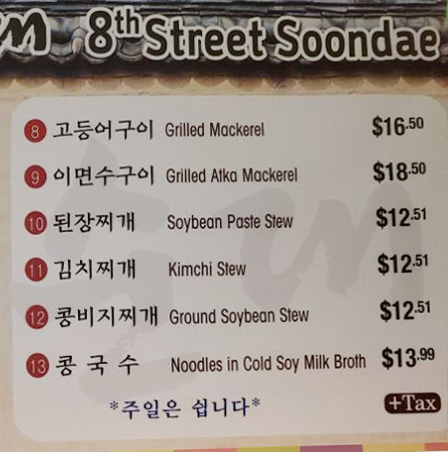 8th Street Soondae
8 고등어구이 Grilled Mackerel $16.50
9 이면수구이 Grilled Atka Mackerel $18.50
10 된장찌개 Soybean Paste Stew $12.51
11 김치찌개 Kimchi Stew $12.51
12 콩비지찌개 Ground Soybean Stew $12.51
13 콩 국 수 Noodles in Cold Soy Milk Broth $13.99
*주일은 쉽니다* +Tax